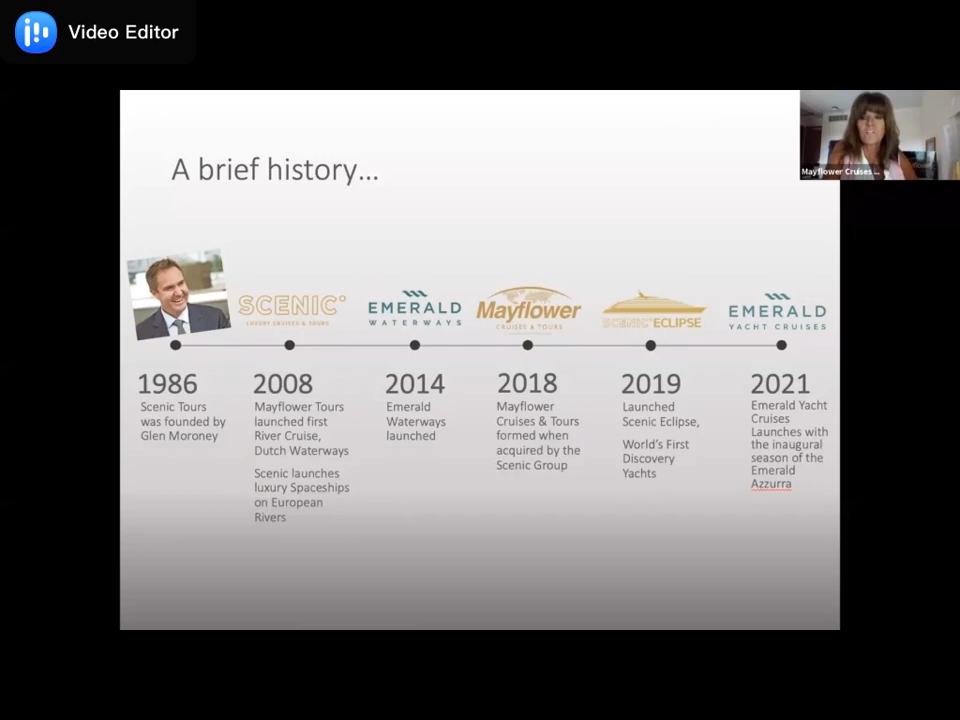 Video Editor
Mayflower Cruises ...
A brief history...
SCENIC°
LUXURY CRUISES & TOURS
EMERALD
WATERWAYS
Mayflower
CRUISES & TOURS
SCENIC°ECLIPSE
EMERALD
YACHT CRUISES
1986
Scenic Tours
was founded by
Glen Moroney
2008
Mayflower Tours
launched first
River Cruise,
Dutch Waterways
Scenic launches
luxury Spaceships
on European
Rivers
2014
Emerald
Waterways
launched
2018
Mayflower
Cruises & Tours
formed when
acquired by the
Scenic Group
2019
Launched
Scenic Eclipse,
World's First
Discovery
Yachts
2021
Emerald Yacht
Cruises
Launches with
the inaugural
season of the
Emerald
Azzurra